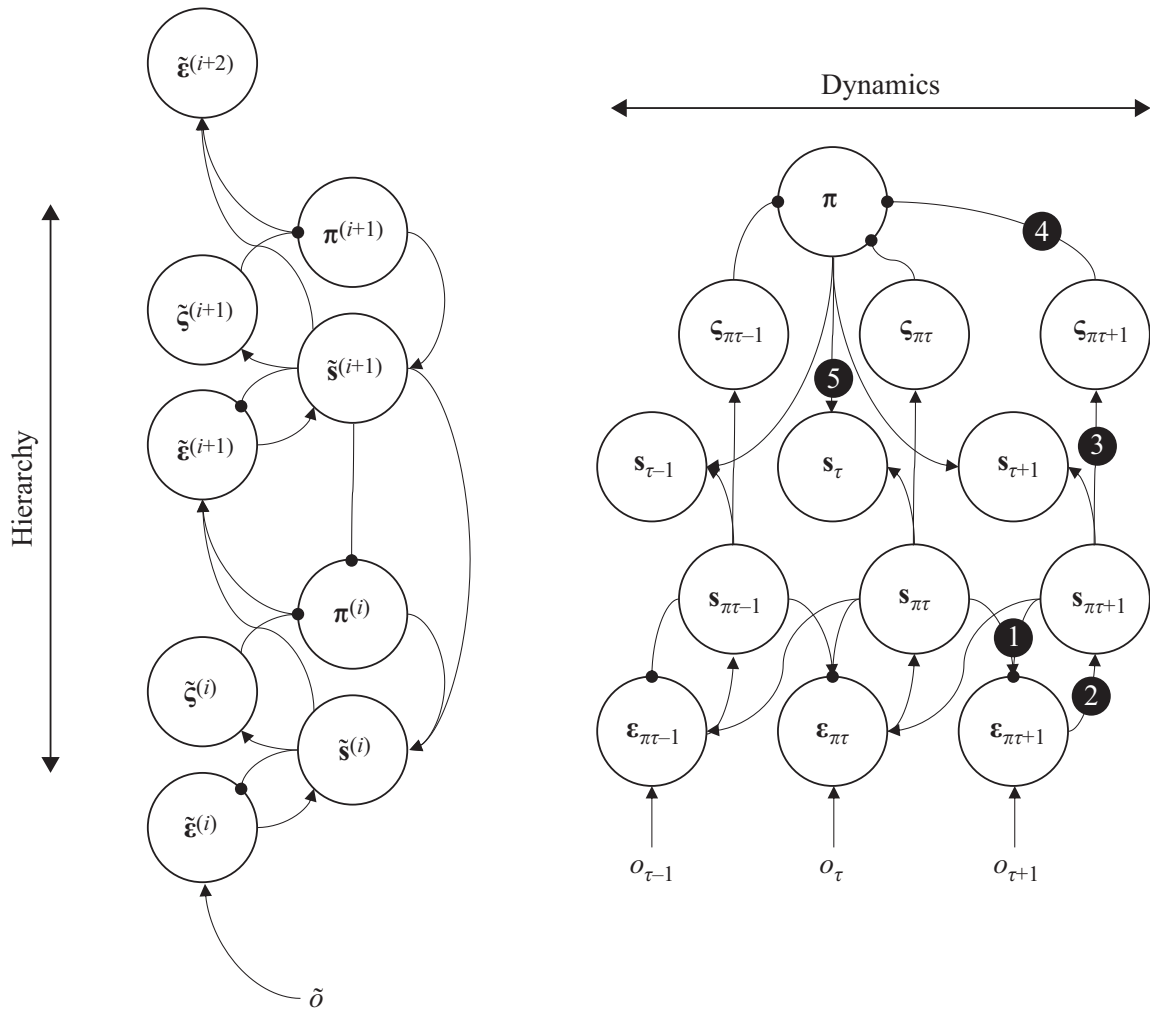 Dynamics
Hierarchy
ε̃⁽ⁱ⁺²⁾
π⁽ⁱ⁺¹⁾
ς̃⁽ⁱ⁺¹⁾
s̃⁽ⁱ⁺¹⁾
ε̃⁽ⁱ⁺¹⁾
π⁽ⁱ⁾
ς̃⁽ⁱ⁾
s̃⁽ⁱ⁾
ε̃⁽ⁱ⁾
õ
π
4
ςπτ–1 ςπτ ςπτ+1
5
3
sτ–1 sτ sτ+1
sπτ–1 sπτ sπτ+1
1
2
επτ–1 επτ επτ+1
oτ–1 oτ oτ+1